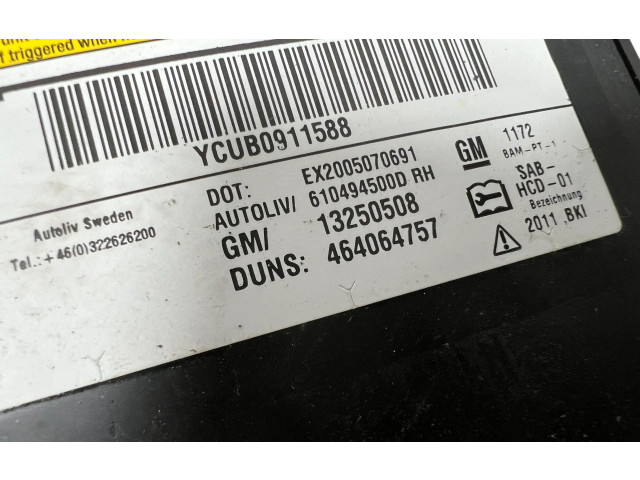 f triggered when
YCUB0911588
DOT: EX2005070691
AUTOLIV/ 610494500D RH
GM/ 13250508
DUNS: 464064757
Autoliv Sweden
Tel.:+46(0)322626200
GM 1172
BAM-PT-1
SAB-
HCD-01
Bezeichnung
2011 BKI